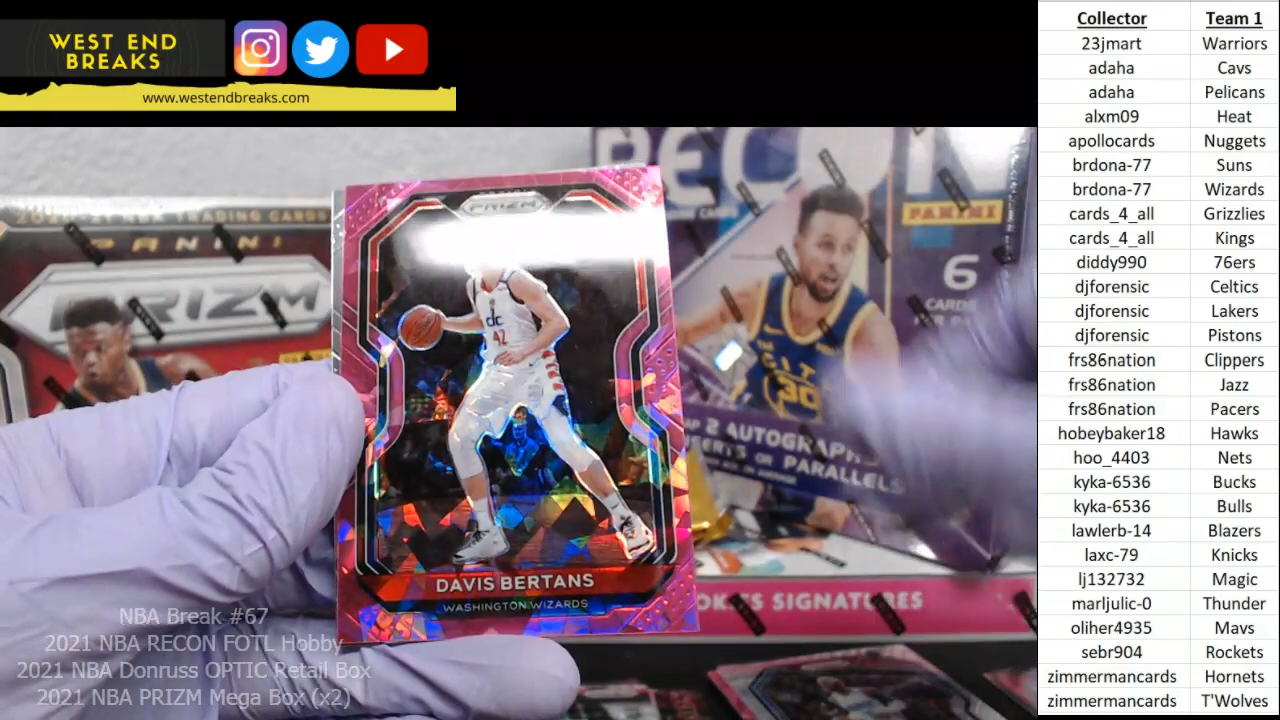 WEST END
BREAKS
www.westendbreaks.com
PANINI
PRIZM
RECON
PANINI
6
CARDS
2 AUTOGRAPHS
INSERTS OR PARALLELS
SIGNATURES
PRIZM
dc
42
30
DAVIS BERTANS
WASHINGTON WIZARDS
NBA Break #67
2021 NBA RECON FOTL Hobby
2021 NBA Donruss OPTIC Retail Box
2021 NBA PRIZM Mega Box (x2)
Collector Team 1
23jmart Warriors
adaha Cavs
adaha Pelicans
alxm09 Heat
apollocards Nuggets
brdona-77 Suns
brdona-77 Wizards
cards_4_all Grizzlies
cards_4_all Kings
diddy990 76ers
djforensic Celtics
djforensic Lakers
djforensic Pistons
frs86nation Clippers
frs86nation Jazz
frs86nation Pacers
hobeybaker18 Hawks
hoo_4403 Nets
kyka-6536 Bucks
kyka-6536 Bulls
lawlerb-14 Blazers
laxc-79 Knicks
lj132732 Magic
marljulic-0 Thunder
oliher4935 Mavs
sebr904 Rockets
zimmermancards Hornets
zimmermancards T'Wolves